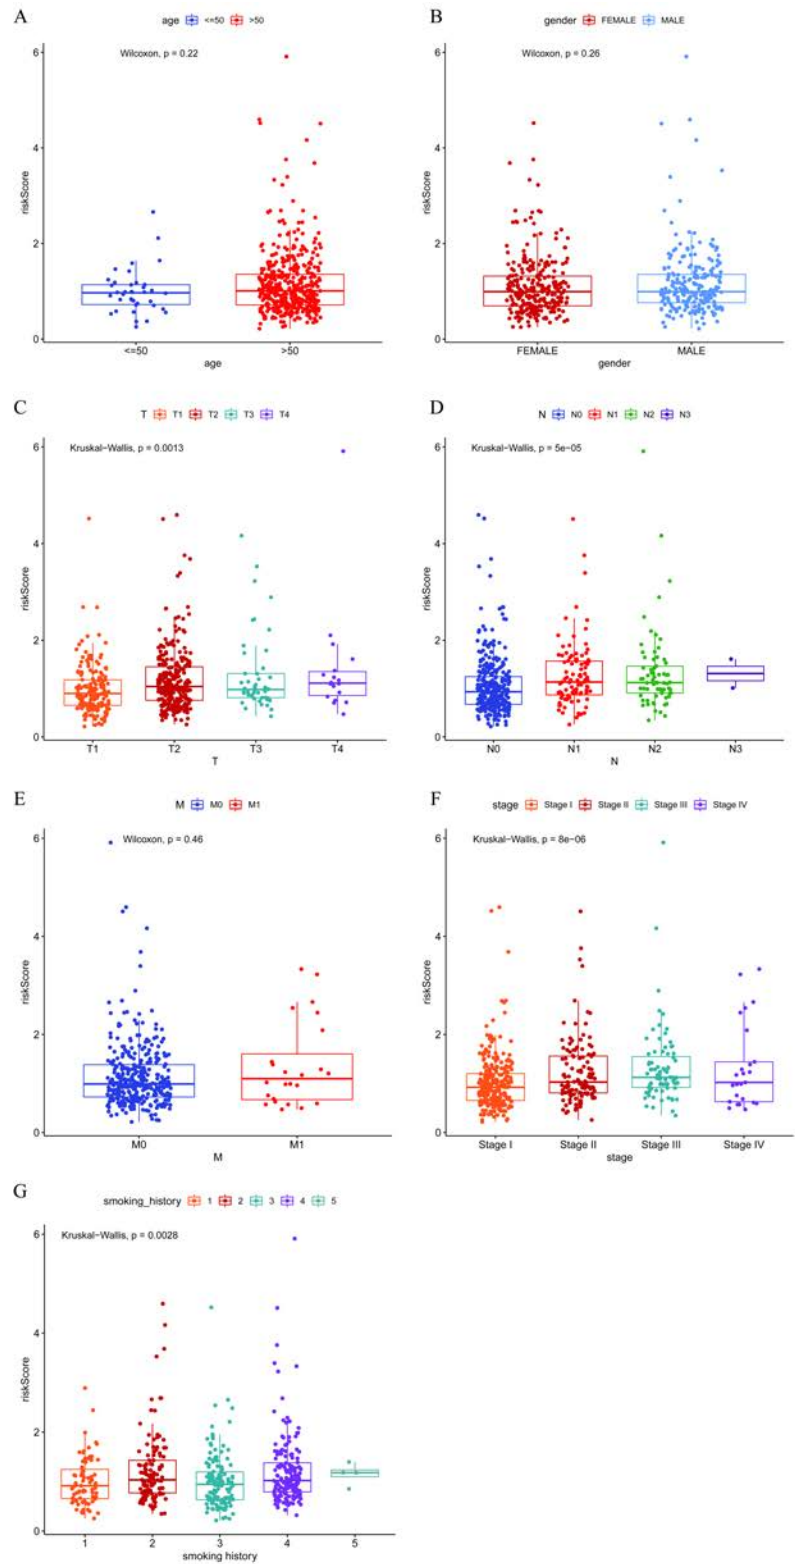 A
age <=50 >50
Wilcoxon, p = 0.22
6
4
2
0
riskScore
<=50 >50
age
B
gender FEMALE MALE
Wilcoxon, p = 0.26
6
4
2
0
riskScore
FEMALE MALE
gender
C
T T1 T2 T3 T4
Kruskal−Wallis, p = 0.0013
6
4
2
0
riskScore
T1 T2 T3 T4
T
D
N N0 N1 N2 N3
Kruskal−Wallis, p = 5e−05
6
4
2
0
riskScore
N0 N1 N2 N3
N
E
M M0 M1
Wilcoxon, p = 0.46
6
4
2
0
riskScore
M0 M1
M
F
stage Stage I Stage II Stage III Stage IV
Kruskal−Wallis, p = 8e−06
6
4
2
0
riskScore
Stage I Stage II Stage III Stage IV
stage
G
smoking_history 1 2 3 4 5
Kruskal−Wallis, p = 0.0028
6
4
2
0
riskScore
1 2 3 4 5
smoking history